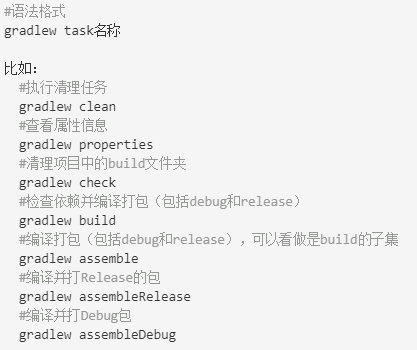 #语法格式
gradlew task名称
比如：
#执行清理任务
gradlew clean
#查看属性信息
gradlew properties
#清理项目中的build文件夹
gradlew check
#检查依赖并编译打包（包括debug和release）
gradlew build
#编译打包（包括debug和release），可以看做是build的子集
gradlew assemble
#编译并打Release的包
gradlew assembleRelease
#编译并打Debug包
gradlew assembleDebug